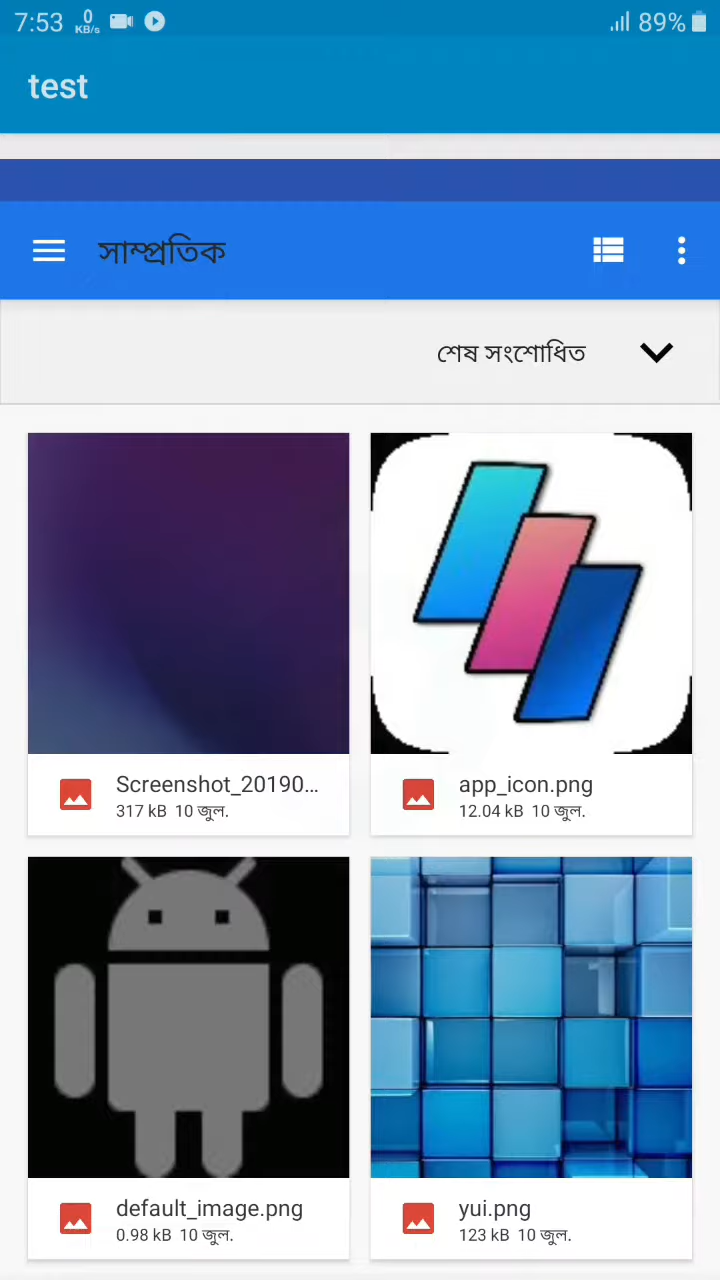 7:53 0 KB/s 89%
test
সাম্প্রতিক
শেষ সংশোধিত
Screenshot_20190...
317 kB 10 জুল.
app_icon.png
12.04 kB 10 জুল.
default_image.png
0.98 kB 10 জুল.
yui.png
123 kB 10 জুল.